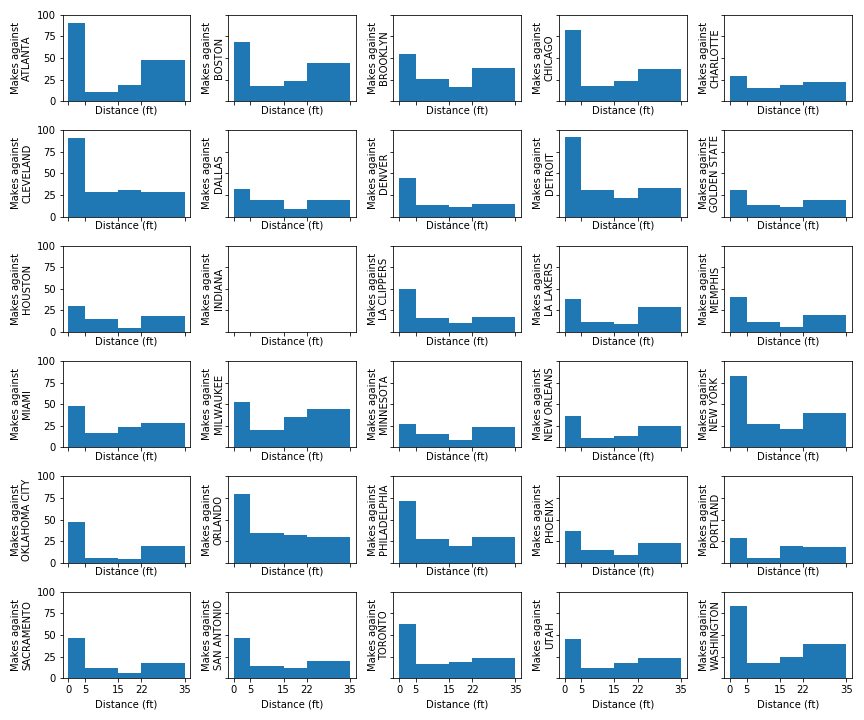 100
75
50
25
0
Makes against
ATLANTA
Distance (ft)
Makes against
BOSTON
Distance (ft)
Makes against
BROOKLYN
Distance (ft)
Makes against
CHICAGO
Distance (ft)
Makes against
CHARLOTTE
Distance (ft)
100
75
50
25
0
Makes against
CLEVELAND
Distance (ft)
Makes against
DALLAS
Distance (ft)
Makes against
DENVER
Distance (ft)
Makes against
DETROIT
Distance (ft)
Makes against
GOLDEN STATE
Distance (ft)
100
75
50
25
0
Makes against
HOUSTON
Distance (ft)
Makes against
INDIANA
Distance (ft)
Makes against
LA CLIPPERS
Distance (ft)
Makes against
LA LAKERS
Distance (ft)
Makes against
MEMPHIS
Distance (ft)
100
75
50
25
0
Makes against
MIAMI
Distance (ft)
Makes against
MILWAUKEE
Distance (ft)
Makes against
MINNESOTA
Distance (ft)
Makes against
NEW ORLEANS
Distance (ft)
Makes against
NEW YORK
Distance (ft)
100
75
50
25
0
Makes against
OKLAHOMA CITY
Distance (ft)
Makes against
ORLANDO
Distance (ft)
Makes against
PHILADELPHIA
Distance (ft)
Makes against
PHOENIX
Distance (ft)
Makes against
PORTLAND
Distance (ft)
100
75
50
25
0
Makes against
SACRAMENTO
0 5 15 22 35
Distance (ft)
Makes against
SAN ANTONIO
0 5 15 22 35
Distance (ft)
Makes against
TORONTO
0 5 15 22 35
Distance (ft)
Makes against
UTAH
0 5 15 22 35
Distance (ft)
Makes against
WASHINGTON
0 5 15 22 35
Distance (ft)